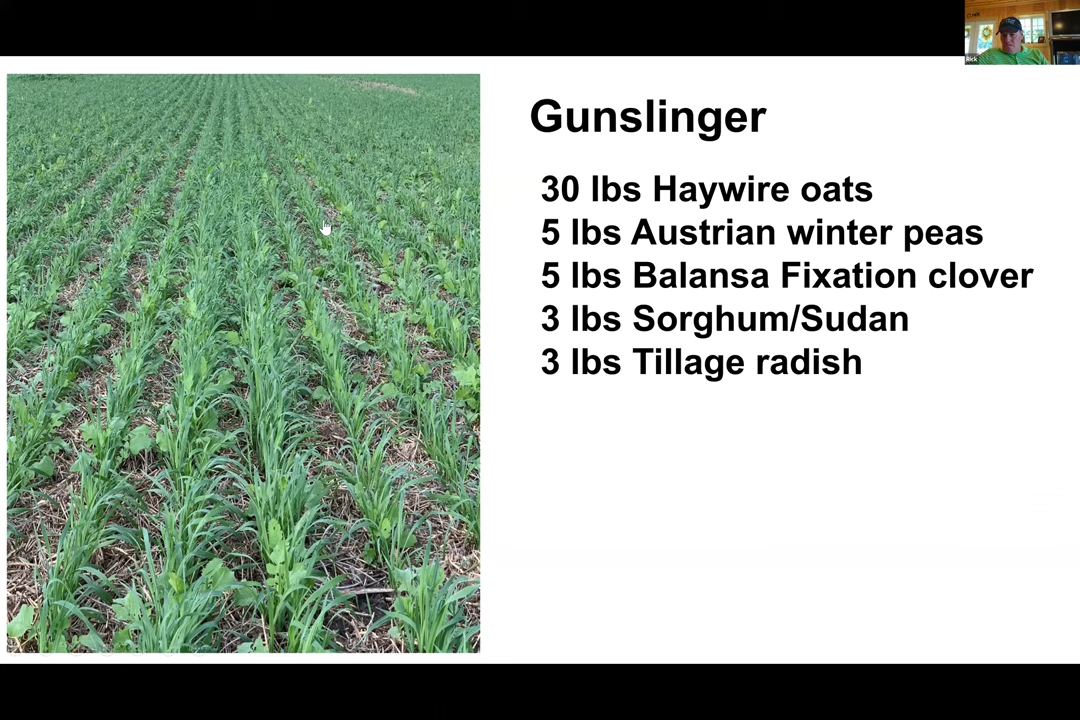 Rick
Gunslinger
30 lbs Haywire oats
5 lbs Austrian winter peas
5 lbs Balansa Fixation clover
3 lbs Sorghum/Sudan
3 lbs Tillage radish